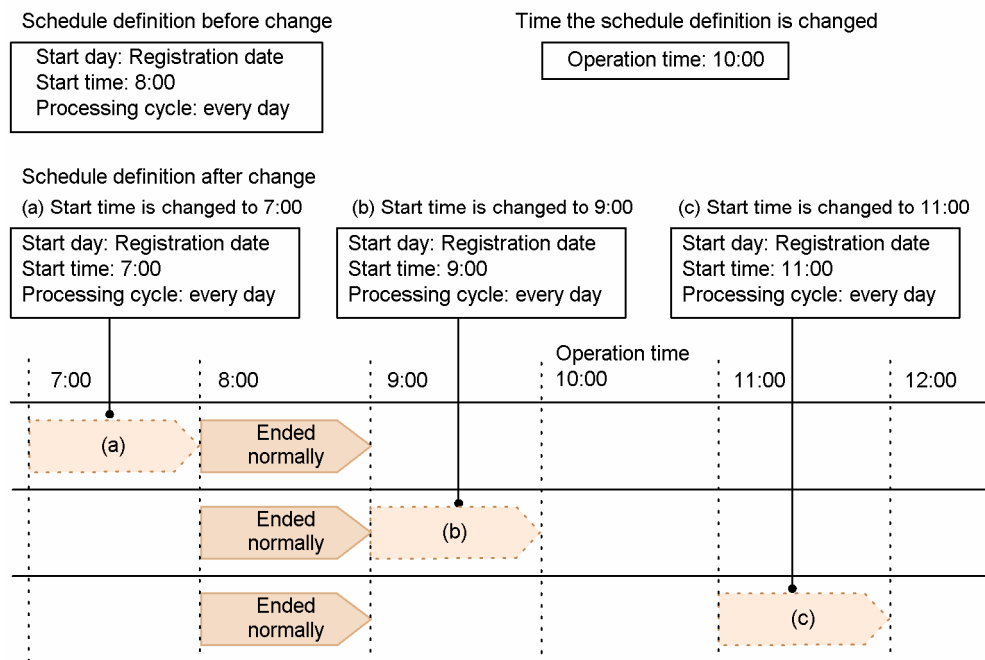 Schedule definition before change
Start day: Registration date
Start time: 8:00
Processing cycle: every day
Time the schedule definition is changed
Operation time: 10:00
Schedule definition after change
(a) Start time is changed to 7:00
Start day: Registration date
Start time: 7:00
Processing cycle: every day
(b) Start time is changed to 9:00
Start day: Registration date
Start time: 9:00
Processing cycle: every day
(c) Start time is changed to 11:00
Start day: Registration date
Start time: 11:00
Processing cycle: every day
Operation time
7:00
8:00
9:00
10:00
11:00
12:00
(a)
Ended
normally
Ended
normally
(b)
Ended
normally
(c)